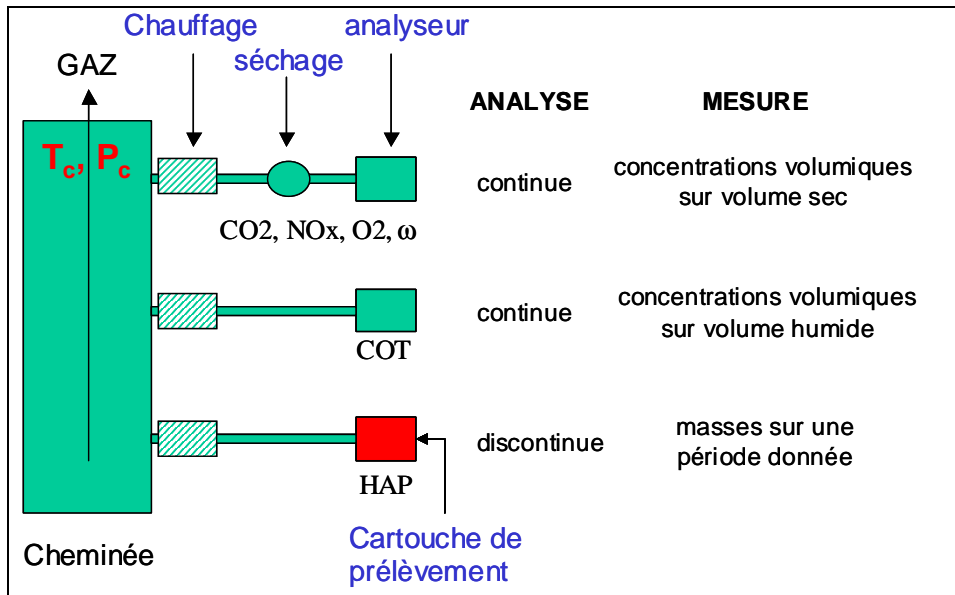 Chauffage
séchage
analyseur
GAZ
ANALYSE
MESURE
Tc, Pc
continue
concentrations volumiques
sur volume sec
CO2, NOx, O2, ω
continue
concentrations volumiques
sur volume humide
COT
discontinue
masses sur une
période donnée
HAP
Cheminée
Cartouche de
prélèvement